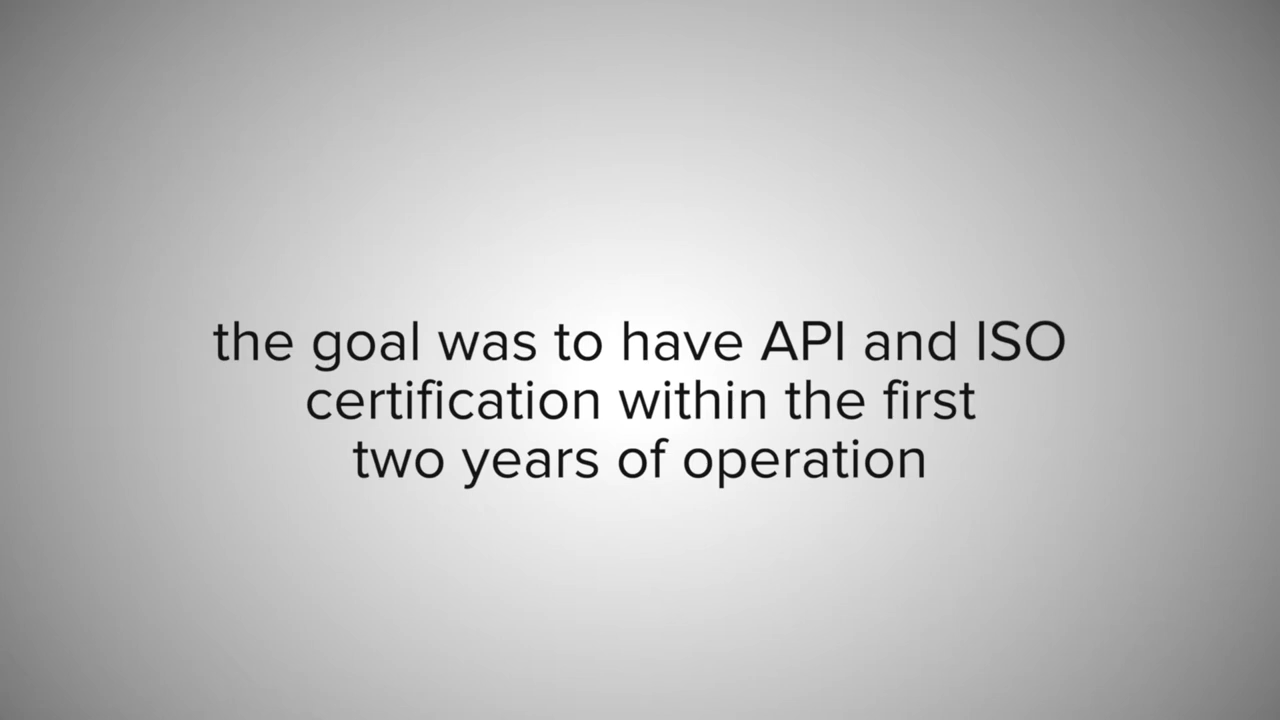 the goal was to have API and ISO
certification within the first
two years of operation